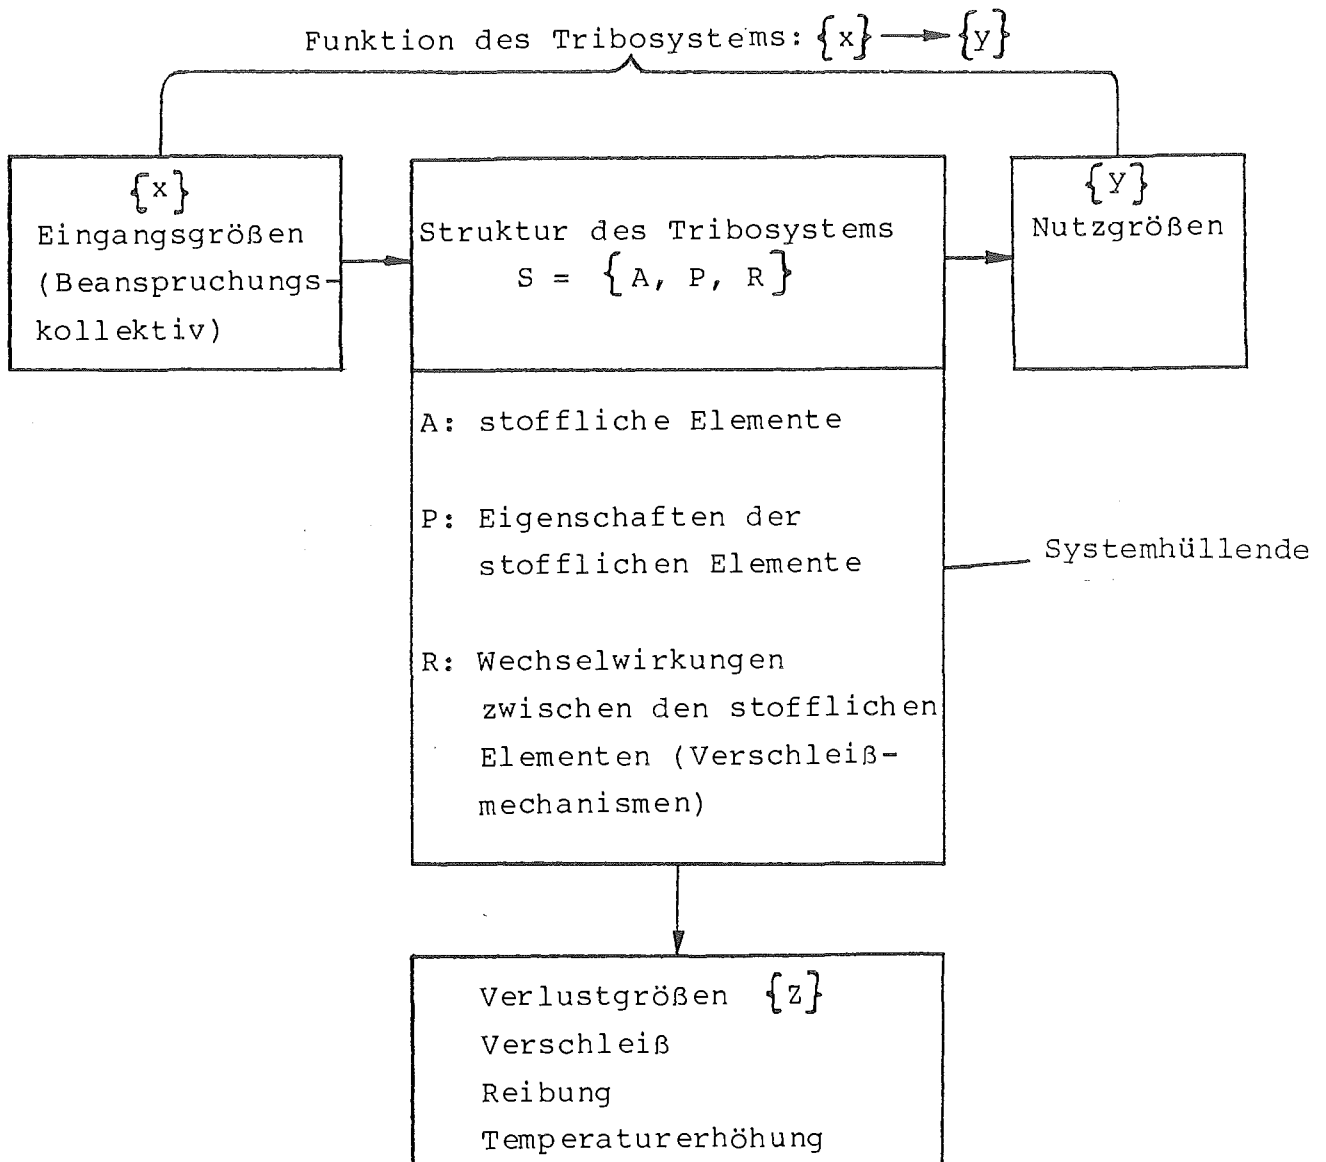 Funktion des Tribosystems: {x} → {y}
{x}
Eingangsgrößen
(Beanspruchungs-
kollektiv)
Struktur des Tribosystems
S = {A, P, R}
{y}
Nutzgrößen
A: stoffliche Elemente
P: Eigenschaften der
stofflichen Elemente
Systemhüllende
R: Wechselwirkungen
zwischen den stofflichen
Elementen (Verschleiß-
mechanismen)
Verlustgrößen {z}
Verschleiß
Reibung
Temperaturerhöhung